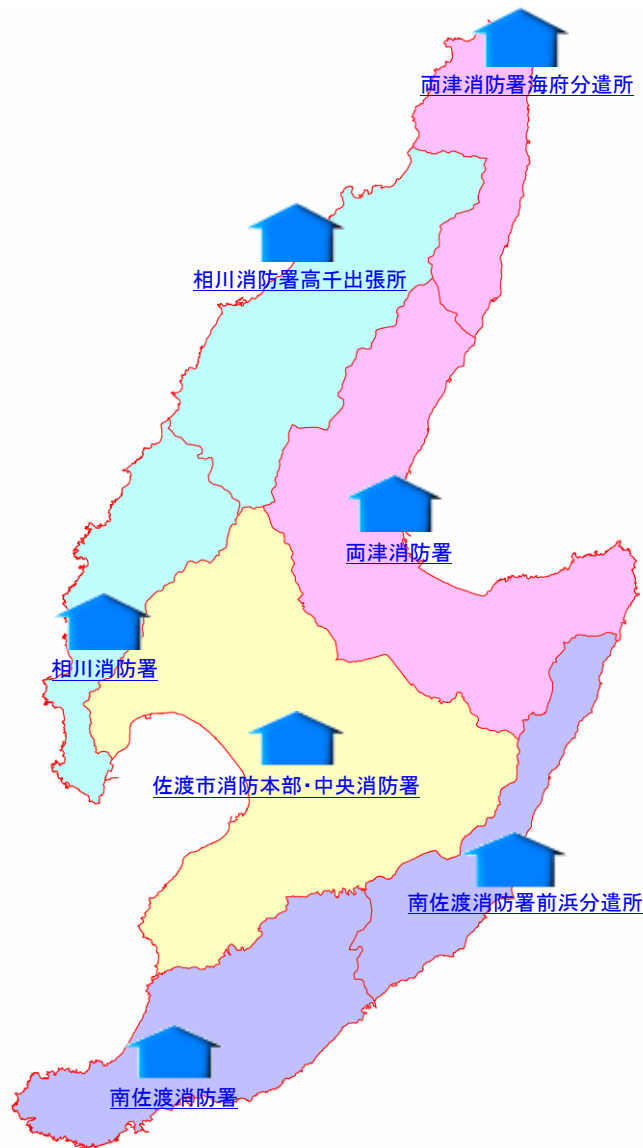 両津消防署海府分遣所
相川消防署高千出張所
両津消防署
相川消防署
佐渡市消防本部・中央消防署
南佐渡消防署前浜分遣所
南佐渡消防署